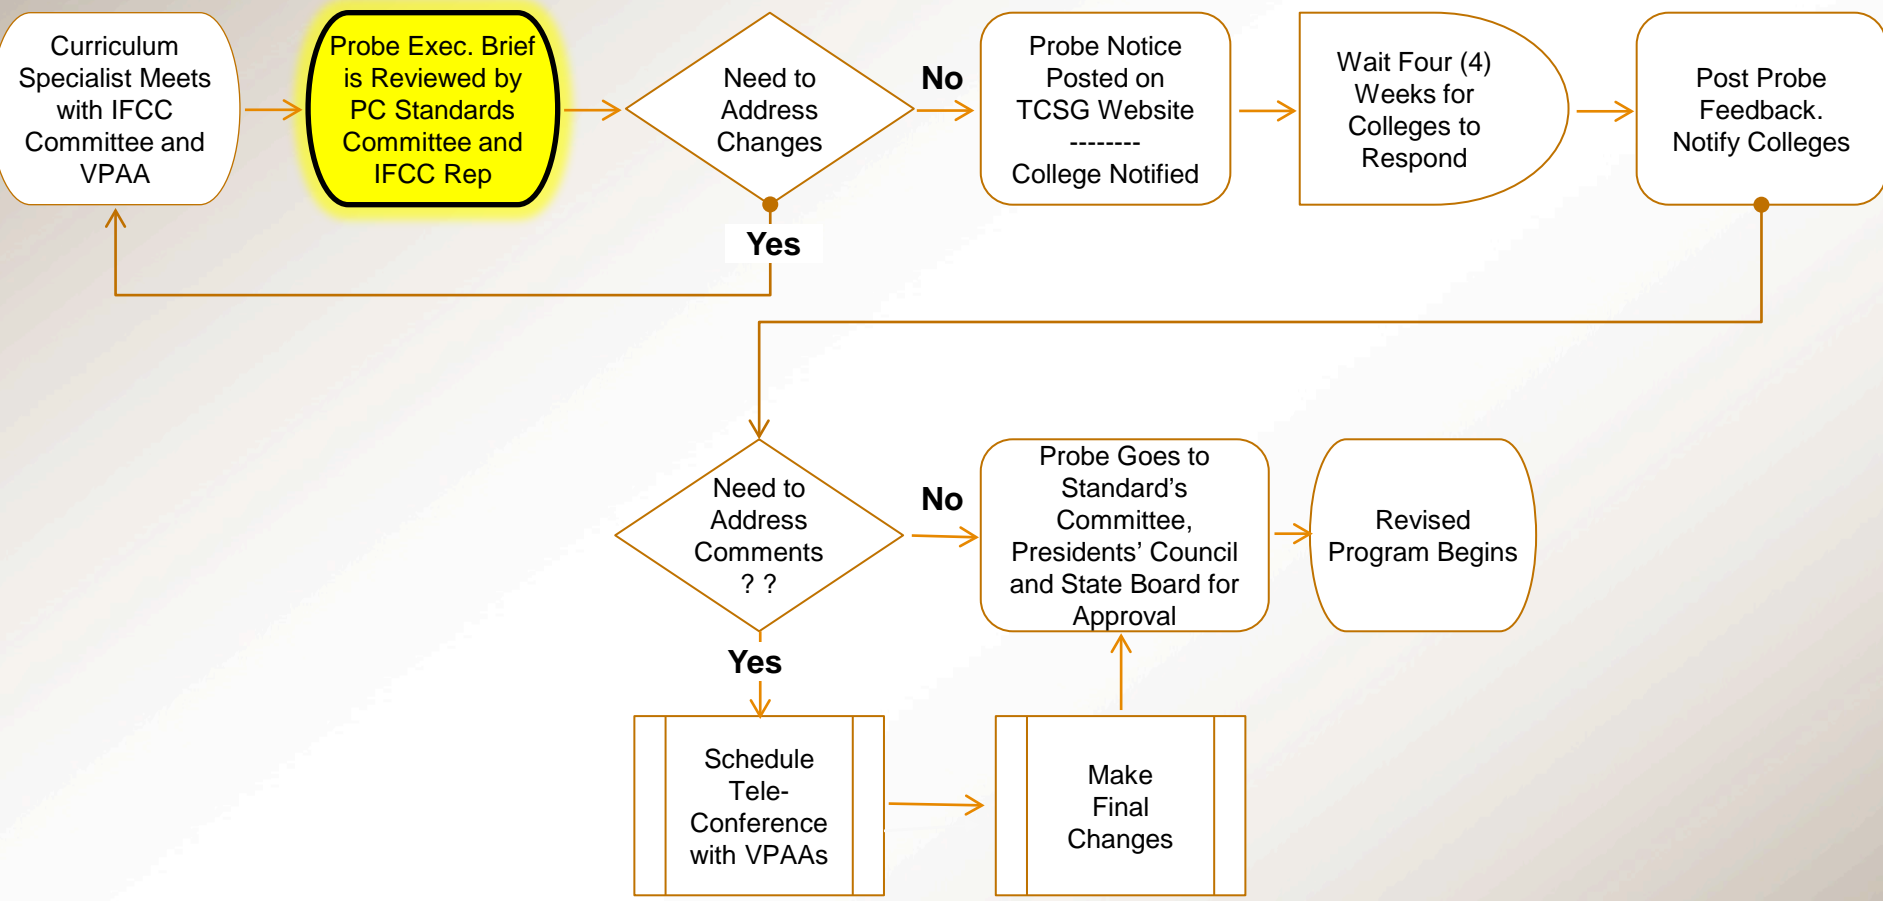 Curriculum
Specialist Meets
with IFCC
Committee and
VPAA
Probe Exec. Brief
is Reviewed by
PC Standards
Committee and
IFCC Rep
Need to
Address
Changes
No
Yes
Probe Notice
Posted on
TCSG Website
--------
College Notified
Wait Four (4)
Weeks for
Colleges to
Respond
Post Probe
Feedback.
Notify Colleges
Need to
Address
Comments
? ?
No
Yes
Probe Goes to
Standard’s
Committee,
Presidents’ Council
and State Board for
Approval
Revised
Program Begins
Schedule
Tele-
Conference
with VPAAs
Make
Final
Changes